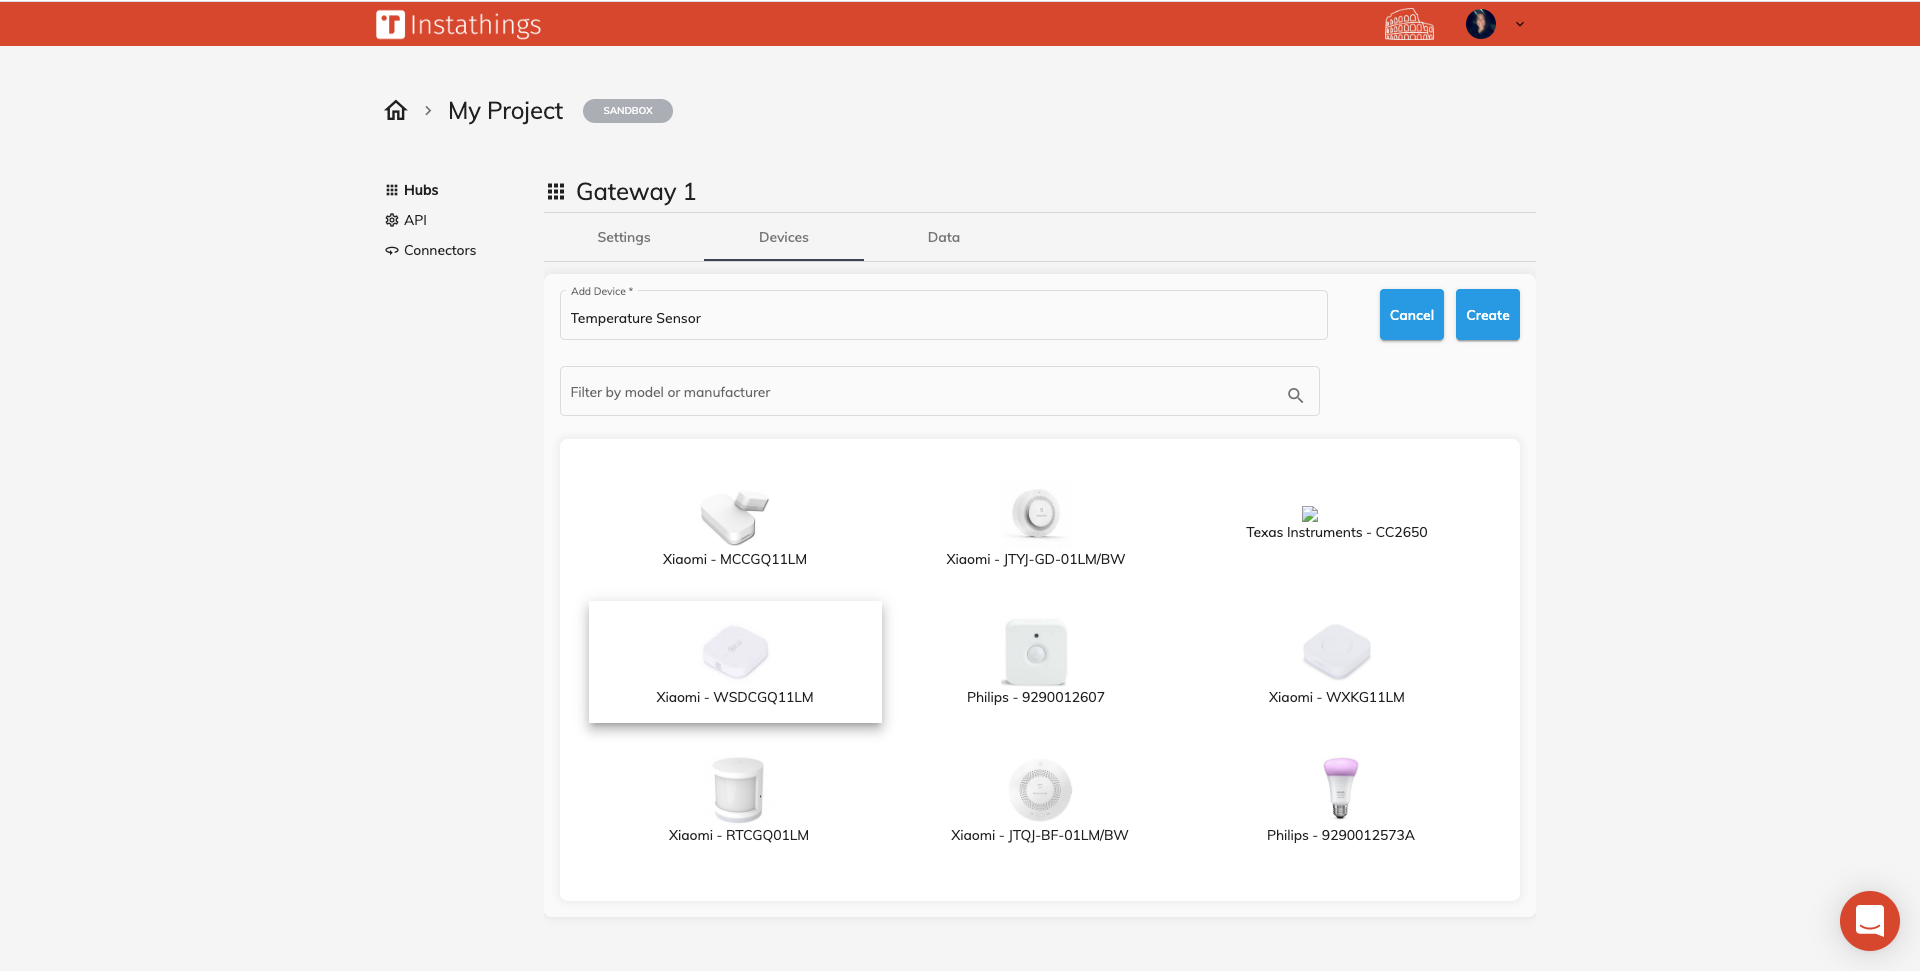 Instathings
My Project
SANDBOX
Hubs
API
Connectors
Gateway 1
Settings
Devices
Data
Add Device *
Temperature Sensor
Cancel
Create
Filter by model or manufacturer
Xiaomi - MCCGQ11LM
Xiaomi - JTYJ-GD-01LM/BW
Texas Instruments - CC2650
Xiaomi - WSDCGQ11LM
Philips - 9290012607
Xiaomi - WXKG11LM
Xiaomi - RTCGQ01LM
Xiaomi - JTQJ-BF-01LM/BW
Philips - 9290012573A